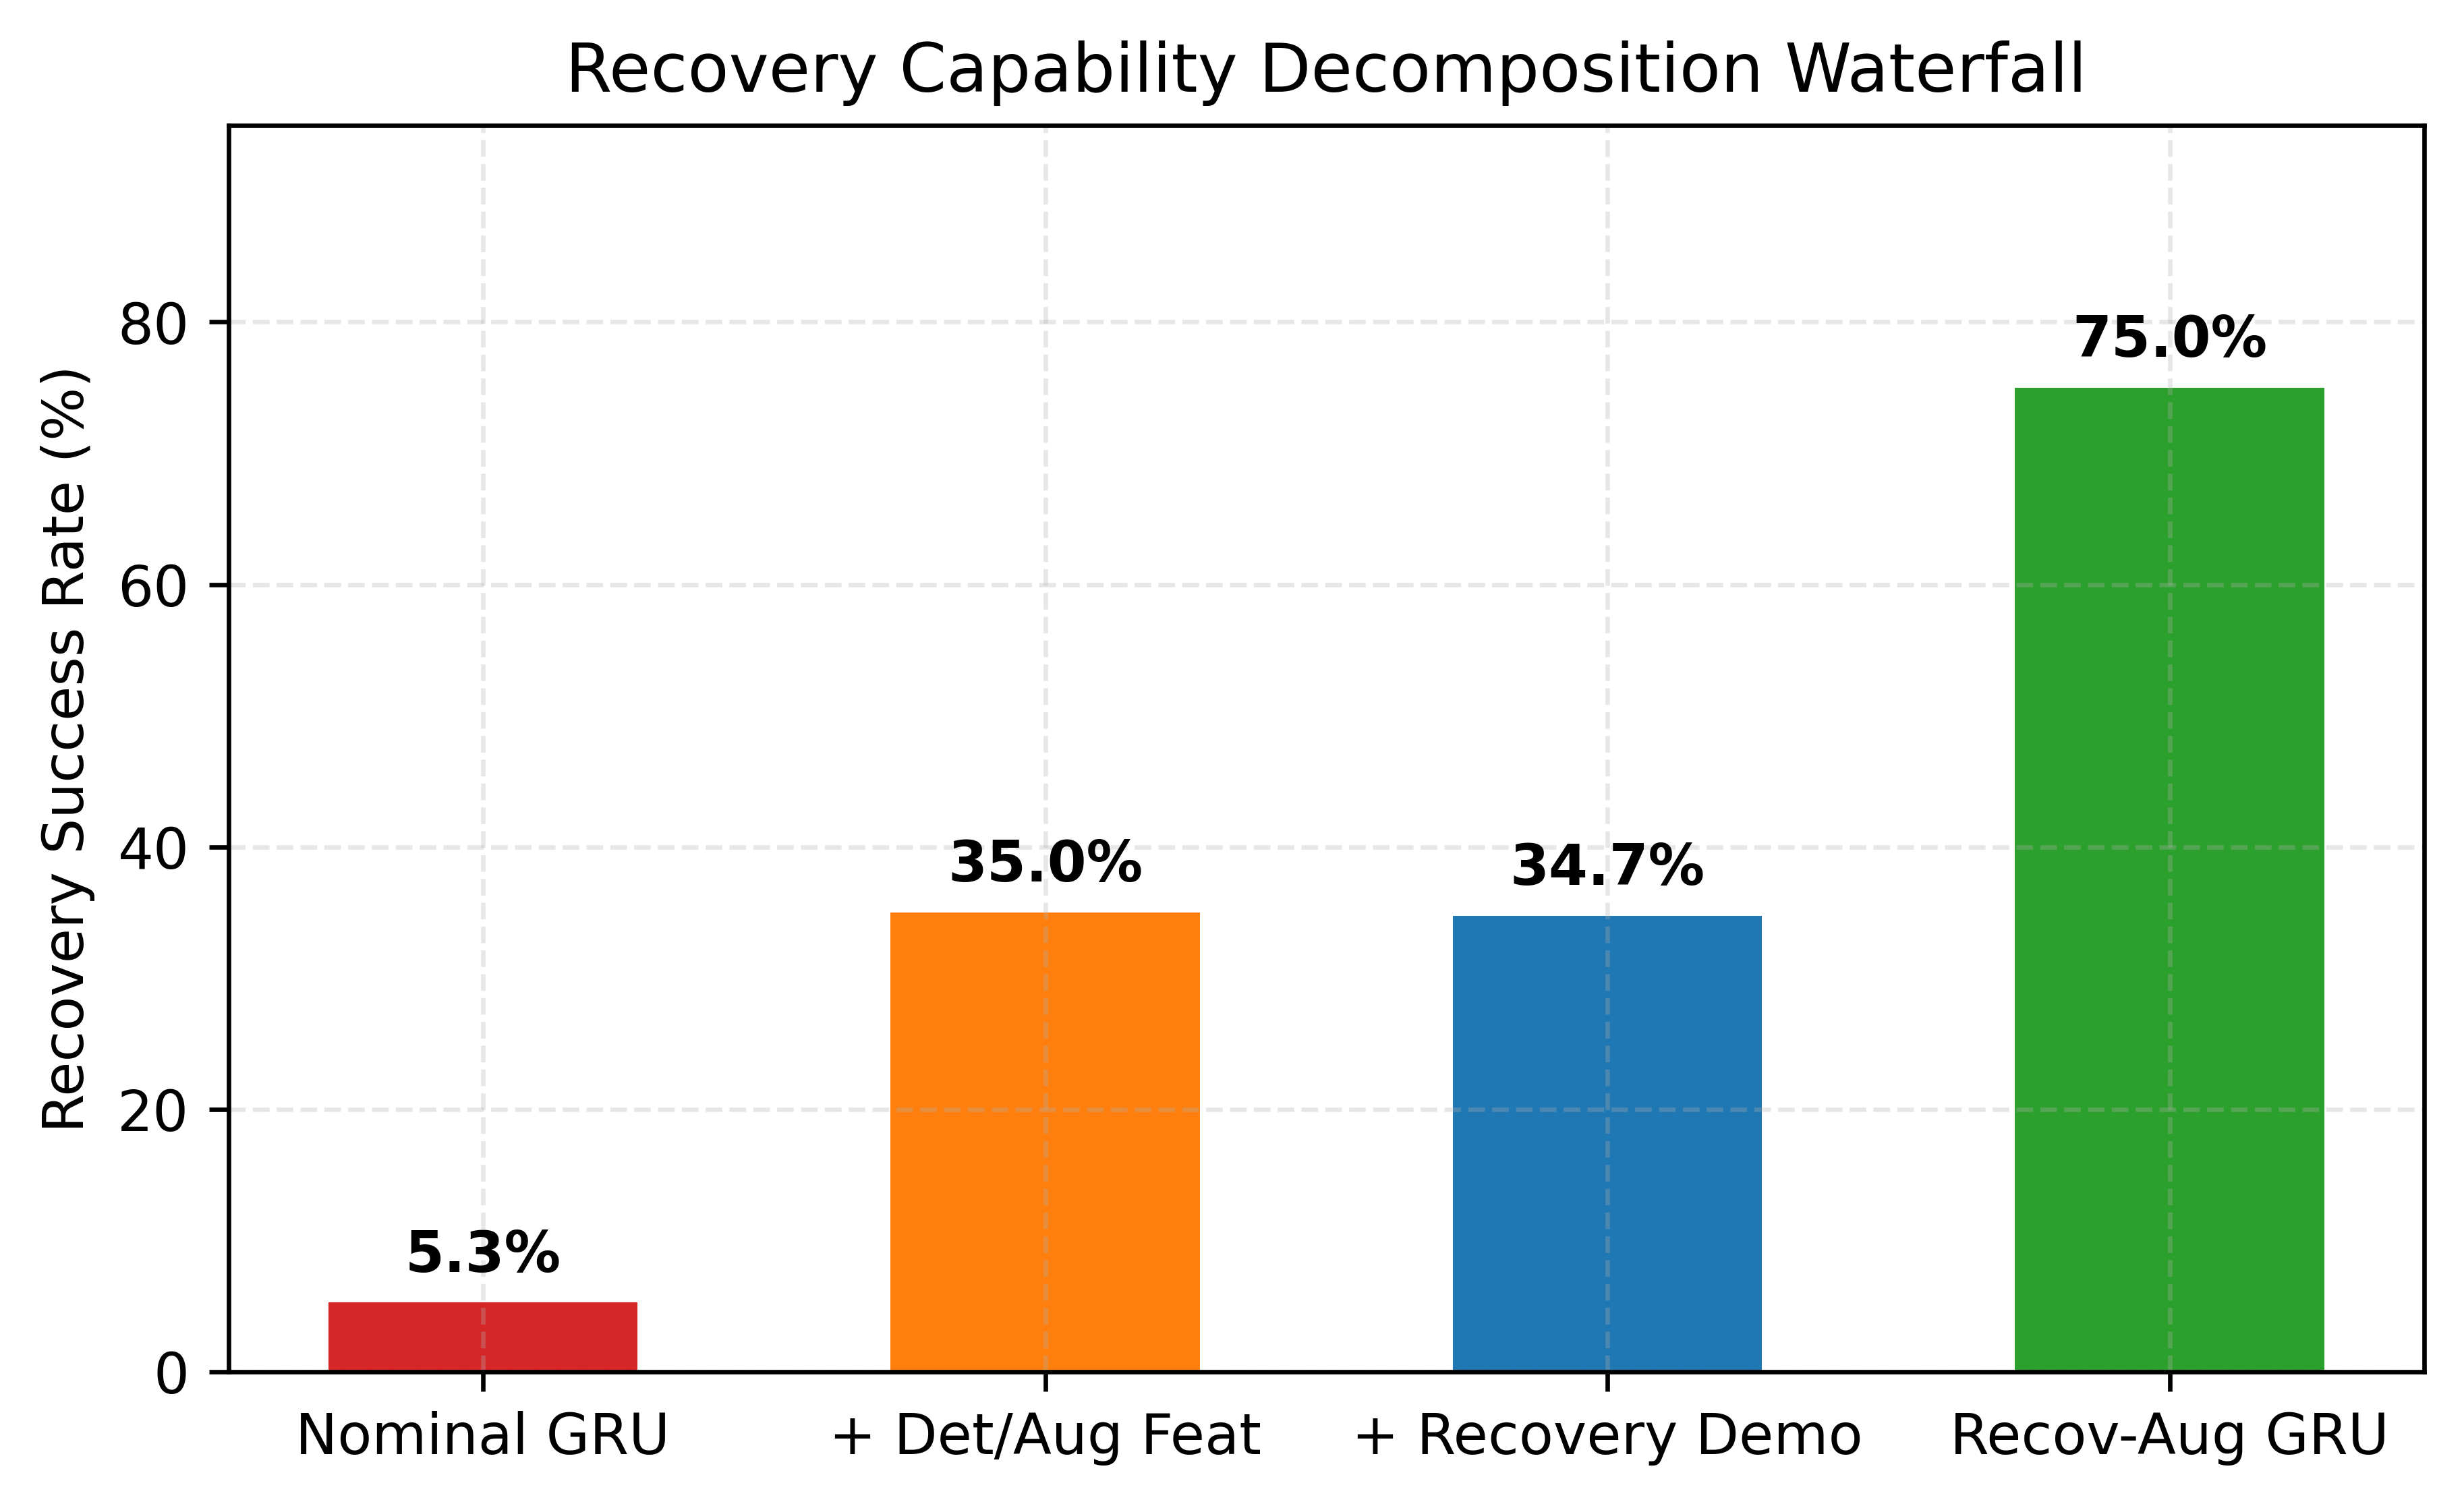 Recovery Capability Decomposition Waterfall
Recovery Success Rate (%)
80
60
40
20
0
5.3%
35.0%
34.7%
75.0%
Nominal GRU
+ Det/Aug Feat
+ Recovery Demo
Recov-Aug GRU